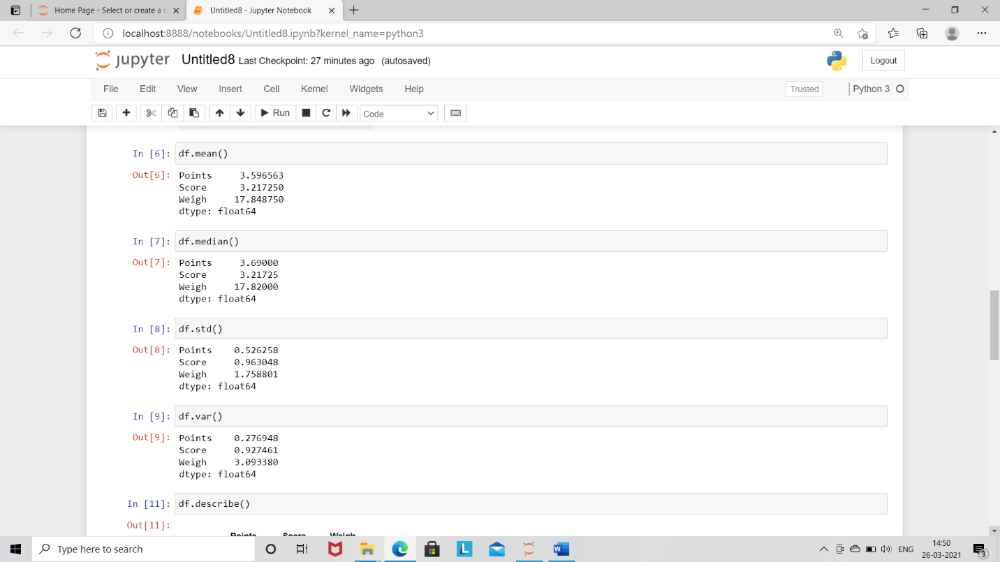 Home Page - Select or create a n
Untitled8 - Jupyter Notebook
localhost:8888/notebooks/Untitled8.ipynb?kernel_name=python3
jupyter Untitled8 Last Checkpoint: 27 minutes ago (autosaved)
Logout
File Edit View Insert Cell Kernel Widgets Help
Trusted
Python 3
Run
Code
In [6]: df.mean()
Out[6]: Points 3.596563
Score 3.217250
Weigh 17.848750
dtype: float64
In [7]: df.median()
Out[7]: Points 3.69000
Score 3.21725
Weigh 17.82000
dtype: float64
In [8]: df.std()
Out[8]: Points 0.526258
Score 0.963048
Weigh 1.758801
dtype: float64
In [9]: df.var()
Out[9]: Points 0.276948
Score 0.927461
Weigh 3.093380
dtype: float64
In [11]: df.describe()
Out[11]:
Points Score Weigh
Type here to search
L
W
ENG
14:50
26-03-2021
3